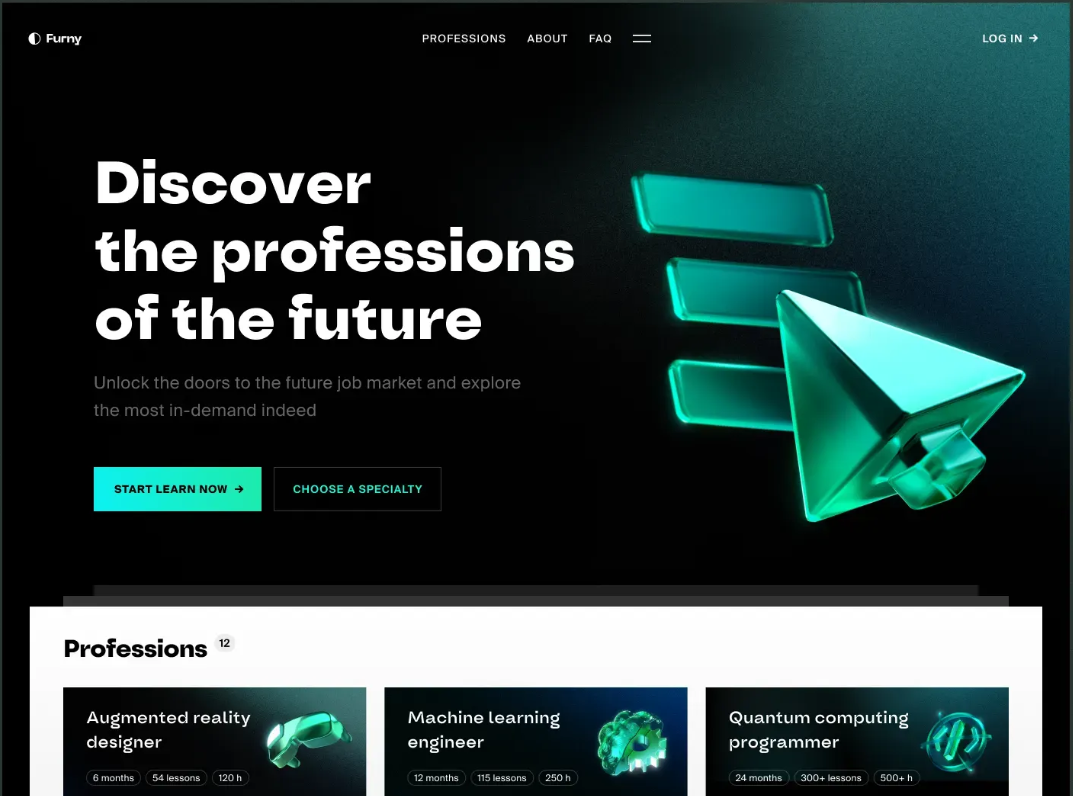 Furny
PROFESSIONS
ABOUT
FAQ
LOG IN →
Discover
the professions
of the future
Unlock the doors to the future job market and explore
the most in-demand indeed
START LEARN NOW →
CHOOSE A SPECIALTY
Professions 12
Augmented reality
designer
6 months
54 lessons
120 h
Machine learning
engineer
12 months
115 lessons
250 h
Quantum computing
programmer
24 months
300+ lessons
500+ h